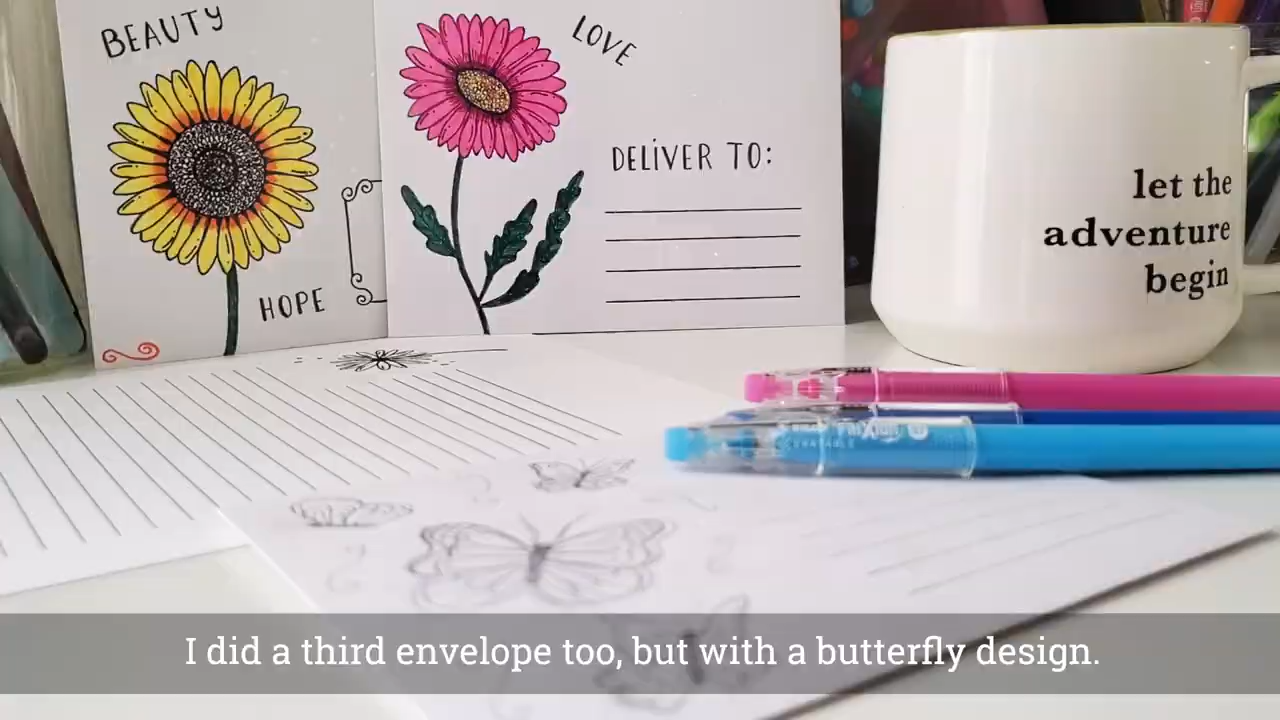 BEAUTY
HOPE
LOVE
DELIVER TO:
let the
adventure
begin
I did a third envelope too, but with a butterfly design.